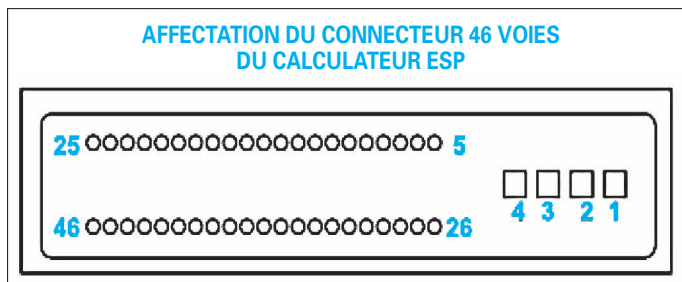 AFFECTATION DU CONNECTEUR 46 VOIES
DU CALCULATEUR ESP
25 5
4 3 2 1
46 26